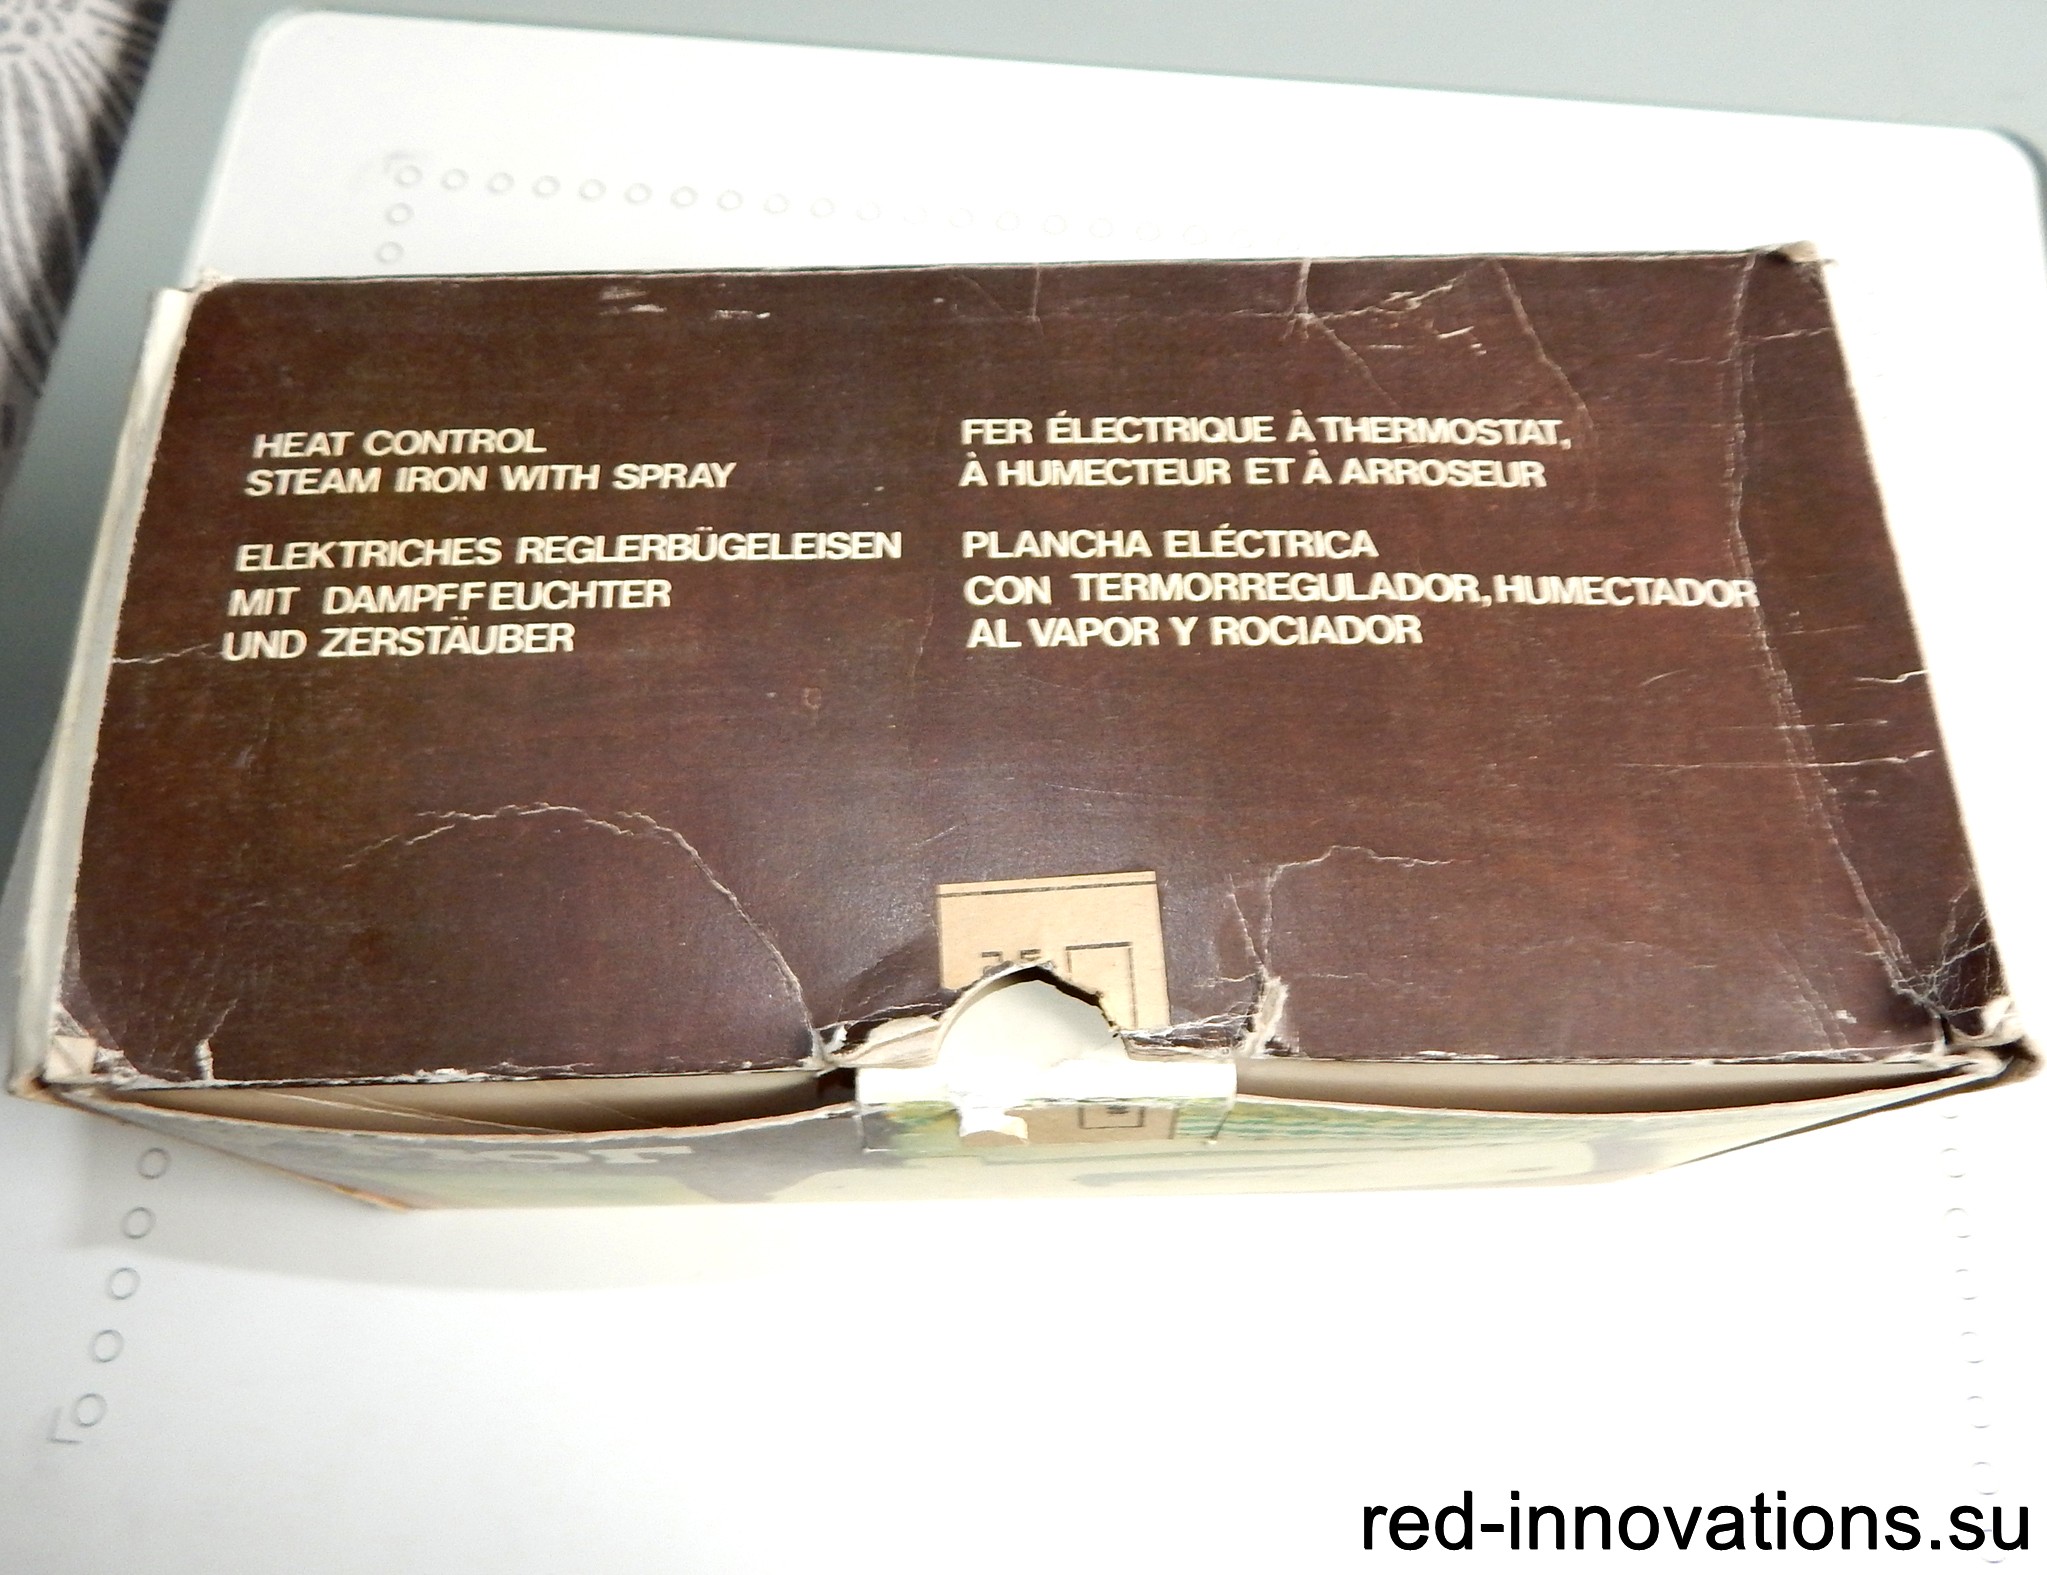 HEAT CONTROL
STEAM IRON WITH SPRAY
ELEKTRICHES REGLERBÜGELEISEN
MIT DAMPFFEUCHTER
UND ZERSTÄUBER
FER ÉLECTRIQUE À THERMOSTAT,
À HUMECTEUR ET À ARROSEUR
PLANCHA ELÉCTRICA
CON TERMORREGULADOR, HUMECTADOR
AL VAPOR Y ROCIADOR
red-innovations.su